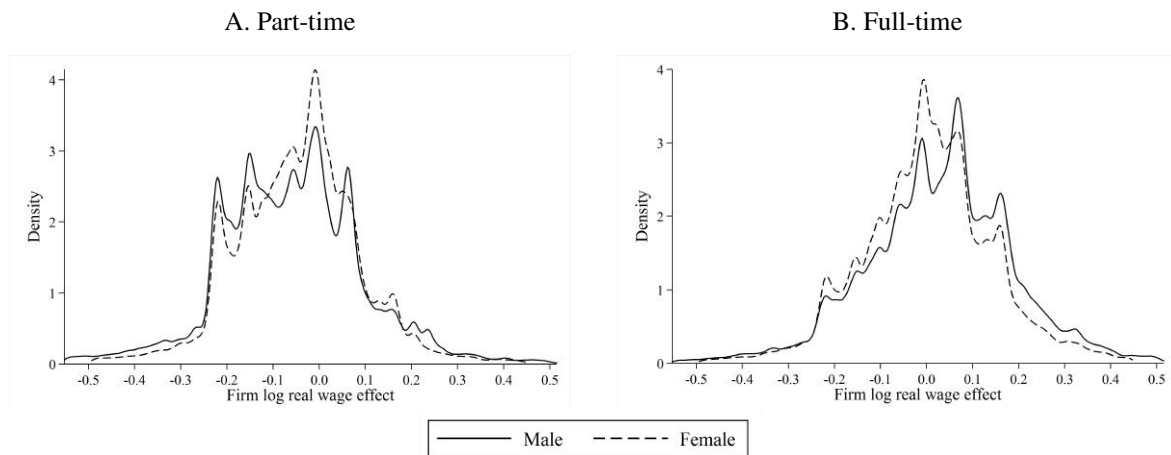 A. Part-time
B. Full-time
4
3
2
1
0
Density
-0.5 -0.4 -0.3 -0.2 -0.1 0.0 0.1 0.2 0.3 0.4 0.5
Firm log real wage effect
4
3
2
1
0
Density
-0.5 -0.4 -0.3 -0.2 -0.1 0.0 0.1 0.2 0.3 0.4 0.5
Firm log real wage effect
Male Female